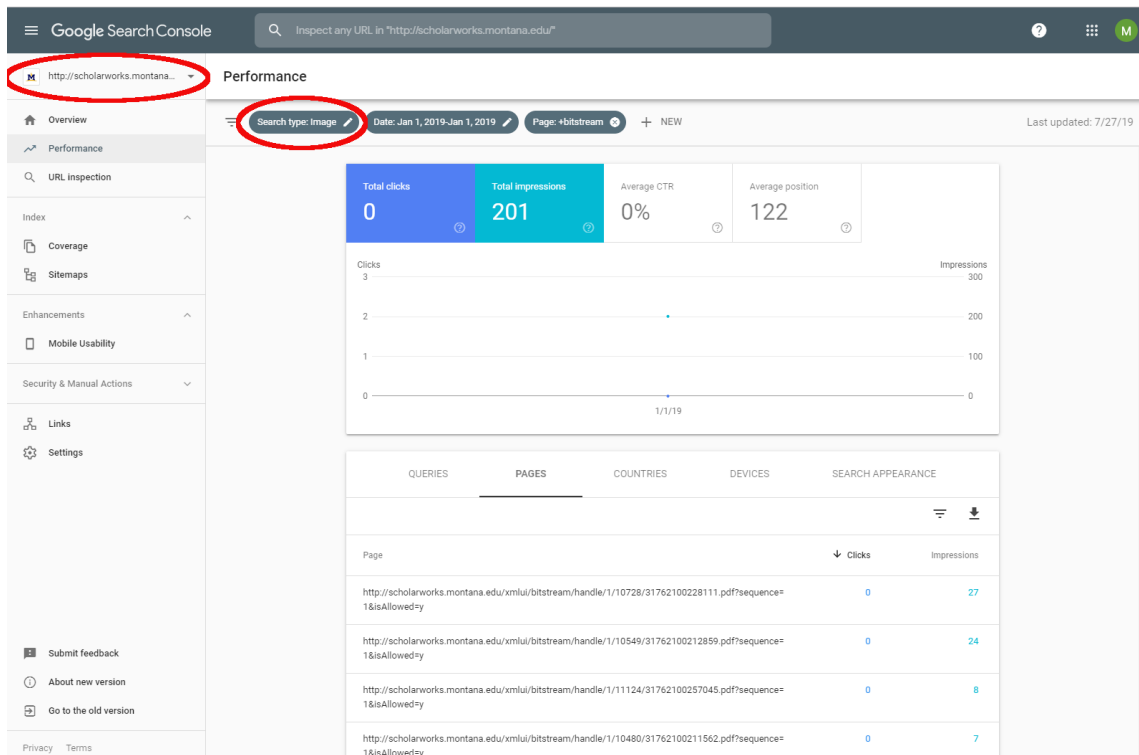 Google Search Console
Inspect any URL in "http://scholarworks.montana.edu/"
M
M http://scholarworks.montana...
Performance
Overview
Performance
URL inspection
Index
Coverage
Sitemaps
Enhancements
Mobile Usability
Security & Manual Actions
Links
Settings
Submit feedback
About new version
Go to the old version
Privacy Terms
Search type: Image Date: Jan 1, 2019-Jan 1, 2019 Page: +bitstream + NEW Last updated: 7/27/19
Total clicks Total impressions Average CTR Average position
0 201 0% 122
Clicks Impressions
3 300
2 200
1 100
0 0
1/1/19
QUERIES PAGES COUNTRIES DEVICES SEARCH APPEARANCE
Page Clicks Impressions
http://scholarworks.montana.edu/xmlui/bitstream/handle/1/10728/31762100228111.pdf?sequence= 0 27
1&isAllowed=y
http://scholarworks.montana.edu/xmlui/bitstream/handle/1/10549/31762100212859.pdf?sequence= 0 24
1&isAllowed=y
http://scholarworks.montana.edu/xmlui/bitstream/handle/1/11124/31762100257045.pdf?sequence= 0 8
1&isAllowed=y
http://scholarworks.montana.edu/xmlui/bitstream/handle/1/10480/31762100211562.pdf?sequence= 0 7
1&isAllowed=y